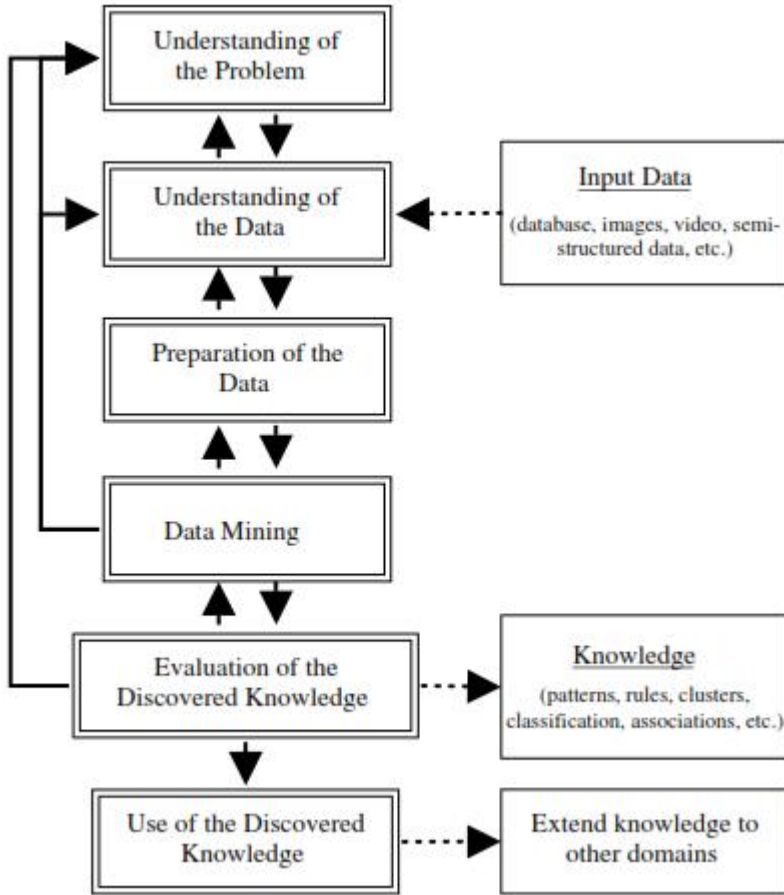 Understanding of
the Problem
Understanding of
the Data
Input Data
(database, images, video, semi-
structured data, etc.)
Preparation of the
Data
Data Mining
Evaluation of the
Discovered Knowledge
Knowledge
(patterns, rules, clusters,
classification, associations, etc.)
Use of the Discovered
Knowledge
Extend knowledge to
other domains